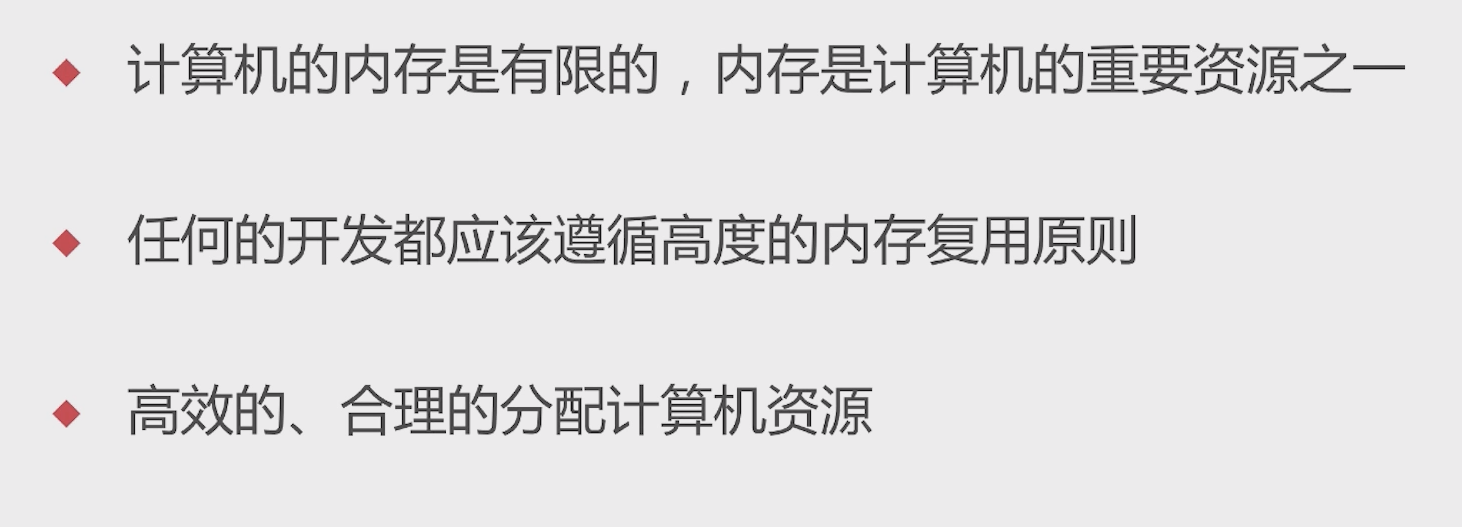 计算机的内存是有限的，内存是计算机的重要资源之一
任何的开发都应该遵循高度的内存复用原则
高效的、合理的分配计算机资源